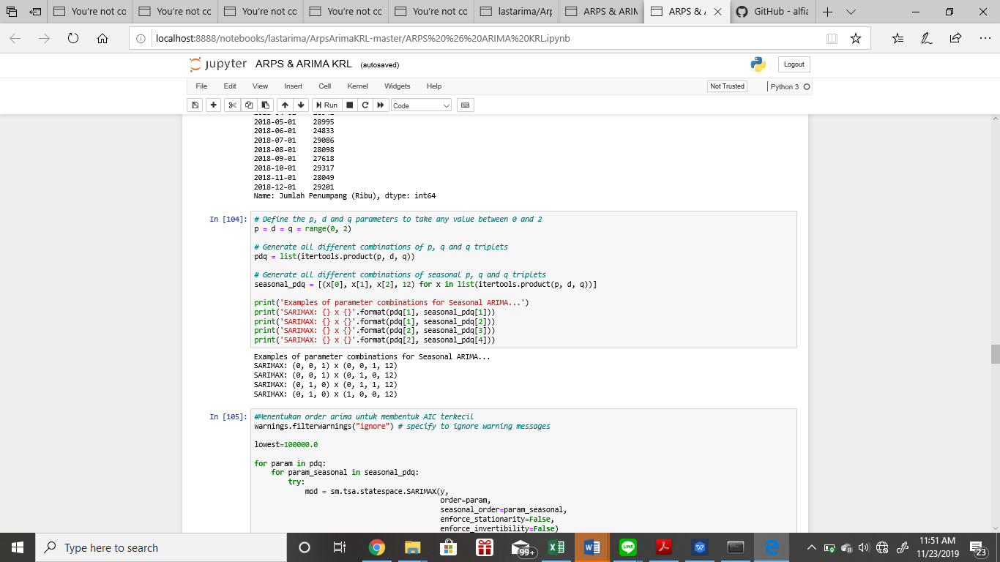 You're not co
You're not co
You're not co
You're not co
You're not co
lastarima/Arp
ARPS & ARIM
ARPS & A
GitHub - alfia
localhost:8888/notebooks/lastarima/ArpsArimaKRL-master/ARPS%20%26%20ARIMA%20KRL.ipynb
jupyter ARPS & ARIMA KRL (autosaved)
Logout
File Edit View Insert Cell Kernel Widgets Help
Not Trusted
Python 3
Run
Code
2018-05-01 28995
2018-06-01 24833
2018-07-01 29086
2018-08-01 28098
2018-09-01 27618
2018-10-01 29317
2018-11-01 28049
2018-12-01 29201
Name: Jumlah Penumpang (Ribu), dtype: int64
In [104]:
# Define the p, d and q parameters to take any value between 0 and 2
p = d = q = range(0, 2)
# Generate all different combinations of p, q and q triplets
pdq = list(itertools.product(p, d, q))
# Generate all different combinations of seasonal p, q and q triplets
seasonal_pdq = [(x[0], x[1], x[2], 12) for x in list(itertools.product(p, d, q))]
print('Examples of parameter combinations for Seasonal ARIMA...')
print('SARIMAX: {} x {}'.format(pdq[1], seasonal_pdq[1]))
print('SARIMAX: {} x {}'.format(pdq[1], seasonal_pdq[2]))
print('SARIMAX: {} x {}'.format(pdq[2], seasonal_pdq[3]))
print('SARIMAX: {} x {}'.format(pdq[2], seasonal_pdq[4]))
Examples of parameter combinations for Seasonal ARIMA...
SARIMAX: (0, 0, 1) x (0, 0, 1, 12)
SARIMAX: (0, 0, 1) x (0, 1, 0, 12)
SARIMAX: (0, 1, 0) x (0, 1, 1, 12)
SARIMAX: (0, 1, 0) x (1, 0, 0, 12)
In [105]:
#Menentukan order arima untuk membentuk AIC terkecil
warnings.filterwarnings("ignore") # specify to ignore warning messages
lowest=100000.0
for param in pdq:
for param_seasonal in seasonal_pdq:
try:
mod = sm.tsa.statespace.SARIMAX(y,
order=param,
seasonal_order=param_seasonal,
enforce_stationarity=False,
enforce_invertibility=False)
Type here to search
99+
LINE
11:51 AM
11/23/2019
23